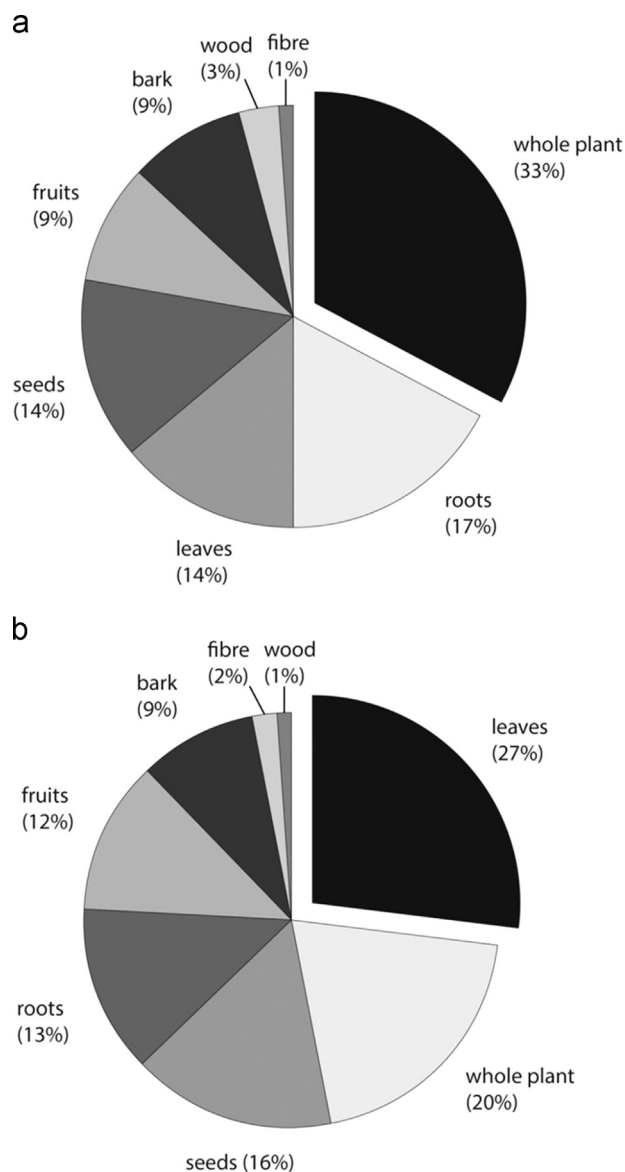 a
wood
(3%)
fibre
(1%)
bark
(9%)
whole plant
(33%)
fruits
(9%)
seeds
(14%)
roots
(17%)
leaves
(14%)
b
fibre
(2%)
wood
(1%)
bark
(9%)
leaves
(27%)
fruits
(12%)
roots
(13%)
whole plant
(20%)
seeds (16%)